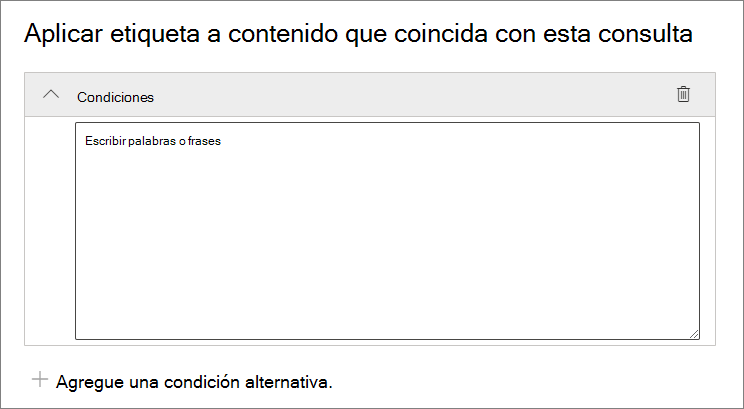 Aplicar etiqueta a contenido que coincida con esta consulta
Condiciones
Escribir palabras o frases
Agregue una condición alternativa.